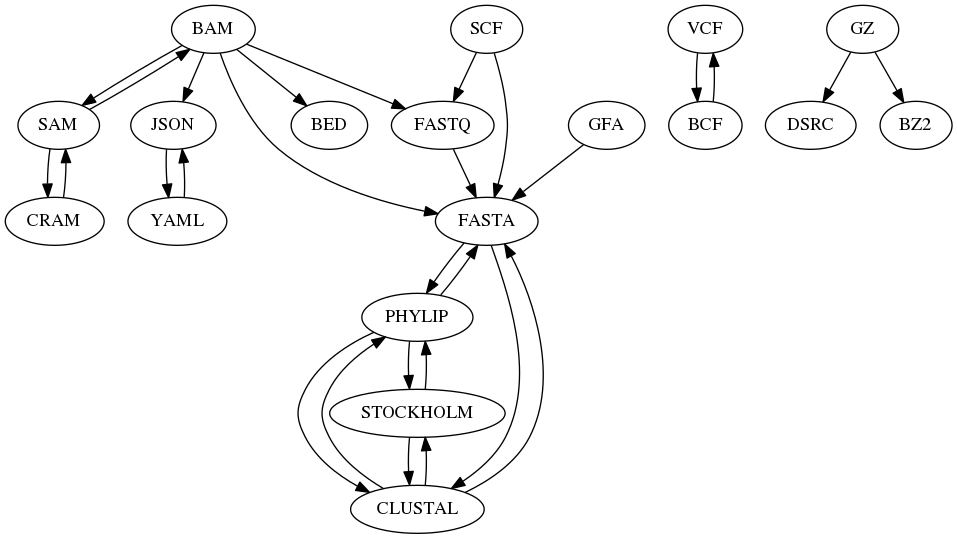 BAM
SCF
VCF
GZ
SAM
JSON
BED
FASTQ
GFA
BCF
DSRC
BZ2
CRAM
YAML
FASTA
PHYLIP
STOCKHOLM
CLUSTAL